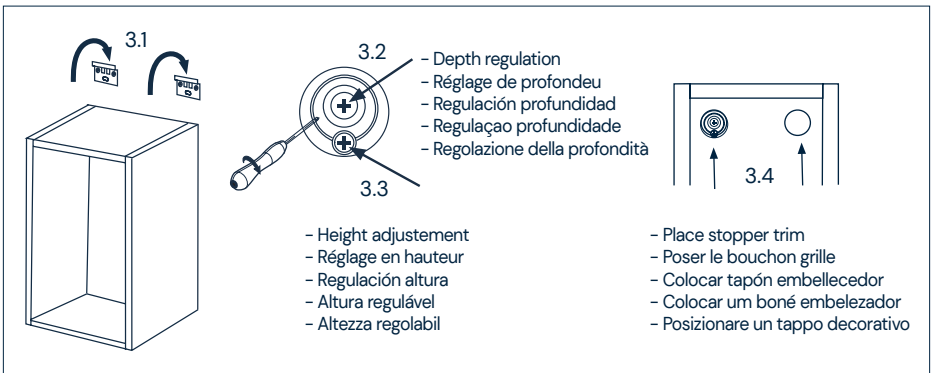 3.1
3.2
- Depth regulation
- Réglage de profondeu
- Regulación profundidad
- Regulaçao profundidade
- Regolazione della profondità
3.3
- Height adjustement
- Réglage en hauteur
- Regulación altura
- Altura regulável
- Altezza regolabil
3.4
- Place stopper trim
- Poser le bouchon grille
- Colocar tapón embellecedor
- Colocar um boné embelezador
- Posizionare un tappo decorativo